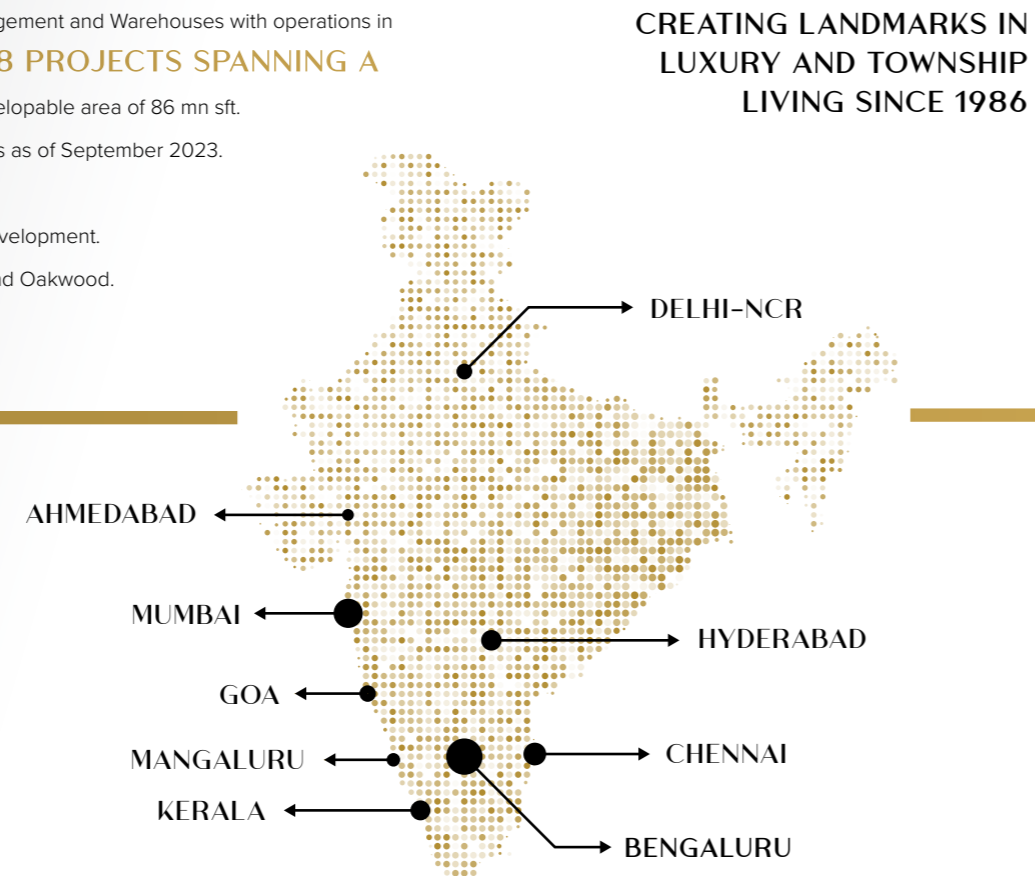 gement and Warehouses with operations in
8 PROJECTS SPANNING A
elopable area of 86 mn sft.
s as of September 2023.
velopment.
nd Oakwood.
CREATING LANDMARKS IN
LUXURY AND TOWNSHIP
LIVING SINCE 1986
DELHI-NCR
AHMEDABAD
MUMBAI
HYDERABAD
GOA
MANGALURU
CHENNAI
KERALA
BENGALURU